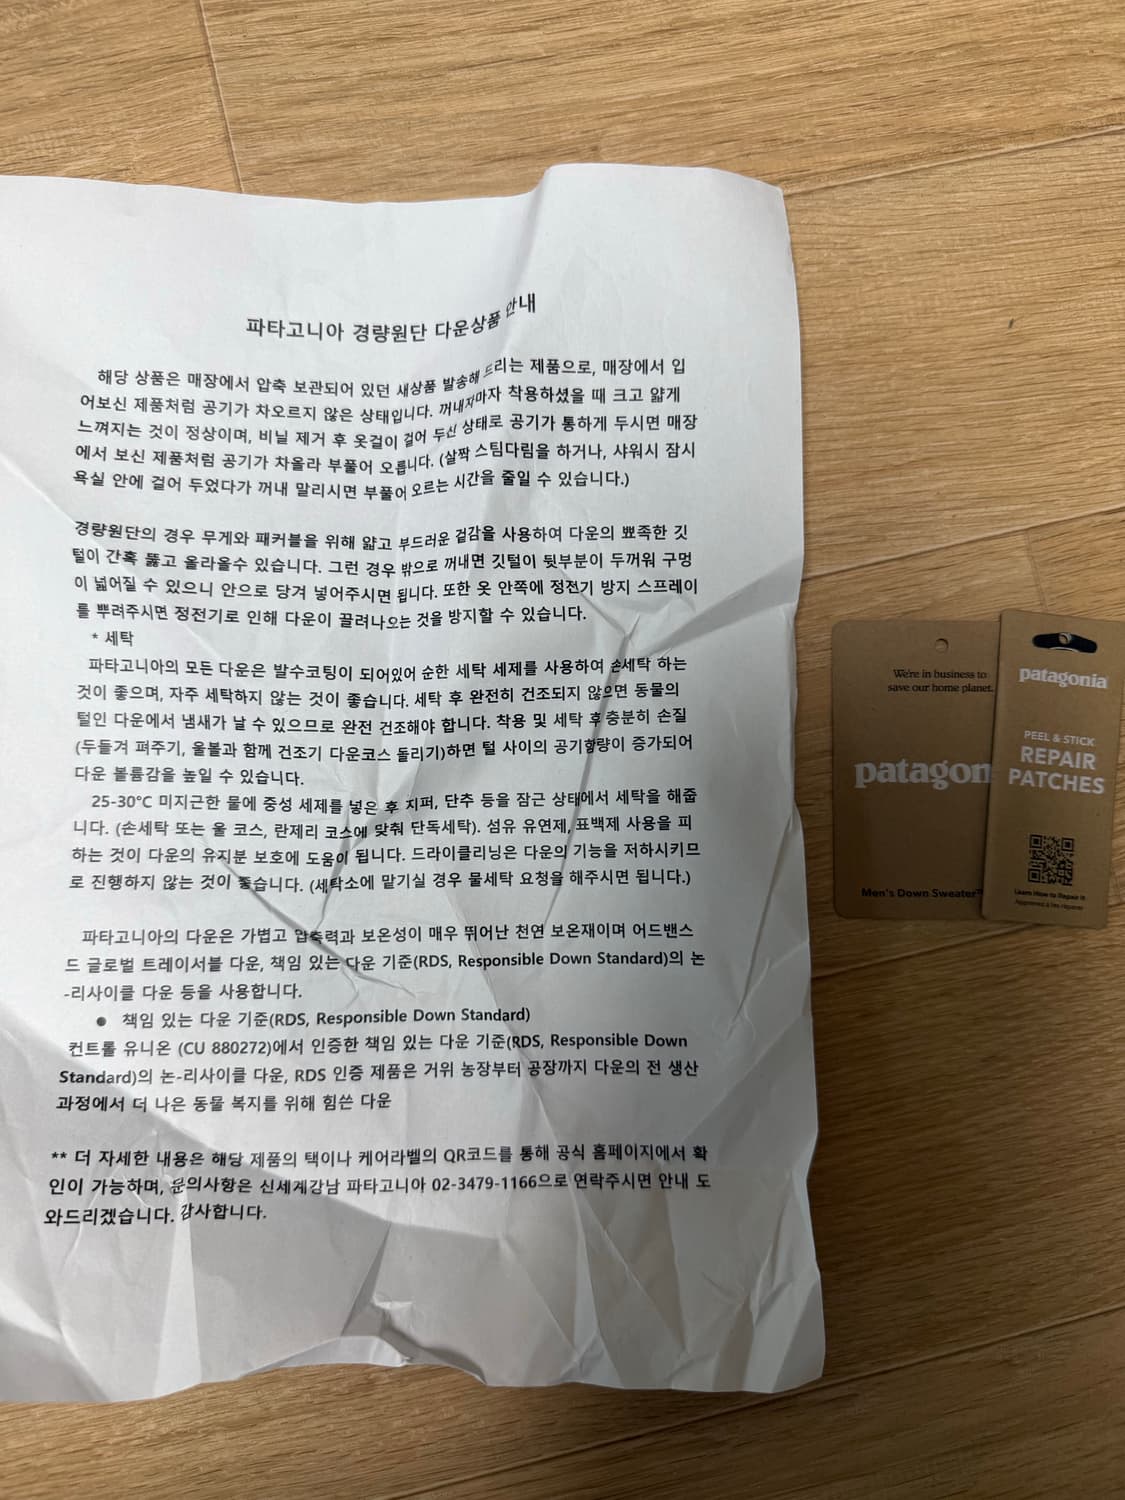 파타고니아 경량원단 다운상품 안내
해당 상품은 매장에서 압축 보관되어 있던 새상품 발송해 드리는 제품으로, 매장에서 입
어보신 제품처럼 공기가 차오르지 않은 상태입니다. 꺼내자마자 착용하셨을 때 크고 얇게
느껴지는 것이 정상이며, 비닐 제거 후 옷걸이 걸어 두신 상태로 공기가 통하게 두시면 매장
에서 보신 제품처럼 공기가 차올라 부풀어 오릅니다. (살짝 스팀다림을 하거나, 샤워시 잠시
욕실 안에 걸어 두었다가 꺼내 말리시면 부풀어 오르는 시간을 줄일 수 있습니다.)
경량원단의 경우 무게와 패커블을 위해 얇고 부드러운 겉감을 사용하여 다운의 뾰족한 깃
털이 간혹 뚫고 올라올수 있습니다. 그런 경우 밖으로 꺼내면 깃털이 뒷부분이 두꺼워 구멍
이 넓어질 수 있으니 안으로 당겨 넣어주시면 됩니다. 또한 옷 안쪽에 정전기 방지 스프레이
를 뿌려주시면 정전기로 인해 다운이 끌려나오는 것을 방지할 수 있습니다.
* 세탁
파타고니아의 모든 다운은 발수코팅이 되어있어 순한 세탁 세제를 사용하여 손세탁 하는
것이 좋으며, 자주 세탁하지 않는 것이 좋습니다. 세탁 후 완전히 건조되지 않으면 동물의
털인 다운에서 냄새가 날 수 있으므로 완전 건조해야 합니다. 착용 및 세탁 후 충분히 손질
(두들겨 펴주기, 울볼과 함께 건조기 다운코스 돌리기)하면 털 사이의 공기함량이 증가되어
다운 볼륨감을 높일 수 있습니다.
25-30°C 미지근한 물에 중성 세제를 넣은 후 지퍼, 단추 등을 잠근 상태에서 세탁을 해줍
니다. (손세탁 또는 울 코스, 란제리 코스에 맞춰 단독세탁). 섬유 유연제, 표백제 사용을 피
하는 것이 다운의 유지분 보호에 도움이 됩니다. 드라이클리닝은 다운의 기능을 저하시키므
로 진행하지 않는 것이 좋습니다. (세탁소에 맡기실 경우 물세탁 요청을 해주시면 됩니다.)
파타고니아의 다운은 가볍고 압축력과 보온성이 매우 뛰어난 천연 보온재이며 어드밴스
드 글로벌 트레이서블 다운, 책임 있는 다운 기준(RDS, Responsible Down Standard)의 논
-리사이클 다운 등을 사용합니다.
● 책임 있는 다운 기준(RDS, Responsible Down Standard)
컨트롤 유니온 (CU 880272)에서 인증한 책임 있는 다운 기준(RDS, Responsible Down
Standard)의 논-리사이클 다운, RDS 인증 제품은 거위 농장부터 공장까지 다운의 전 생산
과정에서 더 나은 동물 복지를 위해 힘쓴 다운
** 더 자세한 내용은 해당 제품의 택이나 케어라벨의 QR코드를 통해 공식 홈페이지에서 확
인이 가능하며, 문의사항은 신세계강남 파타고니아 02-3479-1166으로 연락주시면 안내 도
와드리겠습니다. 감사합니다.
We're in business to
save our home planet.
patagon
Men's Down Sweater™
patagonia
PEEL & STICK
REPAIR
PATCHES
Learn How to Repair It
Apprenez à les réparer